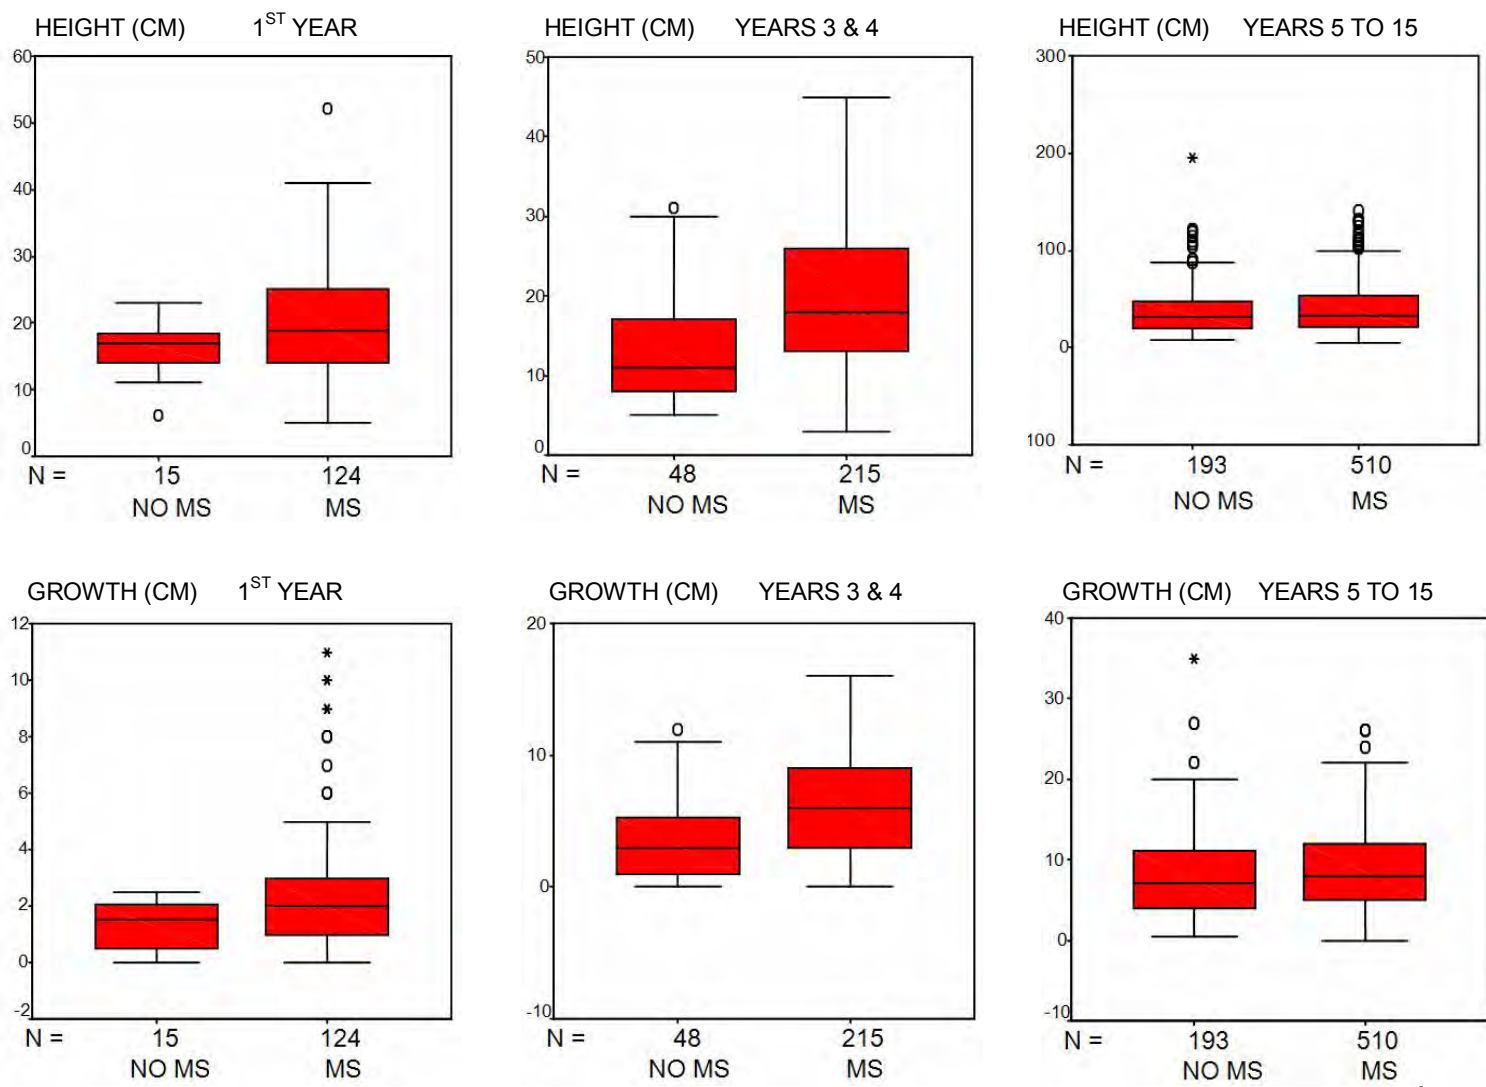 HEIGHT (CM) 1ST YEAR
60
50
40
30
20
10
0
N = 15 124
NO MS MS
HEIGHT (CM) YEARS 3 & 4
50
40
30
20
10
0
N = 48 215
NO MS MS
HEIGHT (CM) YEARS 5 TO 15
300
200
100
0
100
N = 193 510
NO MS MS
GROWTH (CM) 1ST YEAR
12
10
8
6
4
2
0
-2
N = 15 124
NO MS MS
GROWTH (CM) YEARS 3 & 4
20
10
0
-10
N = 48 215
NO MS MS
GROWTH (CM) YEARS 5 TO 15
40
30
20
10
0
-10
N = 193 510
NO MS MS